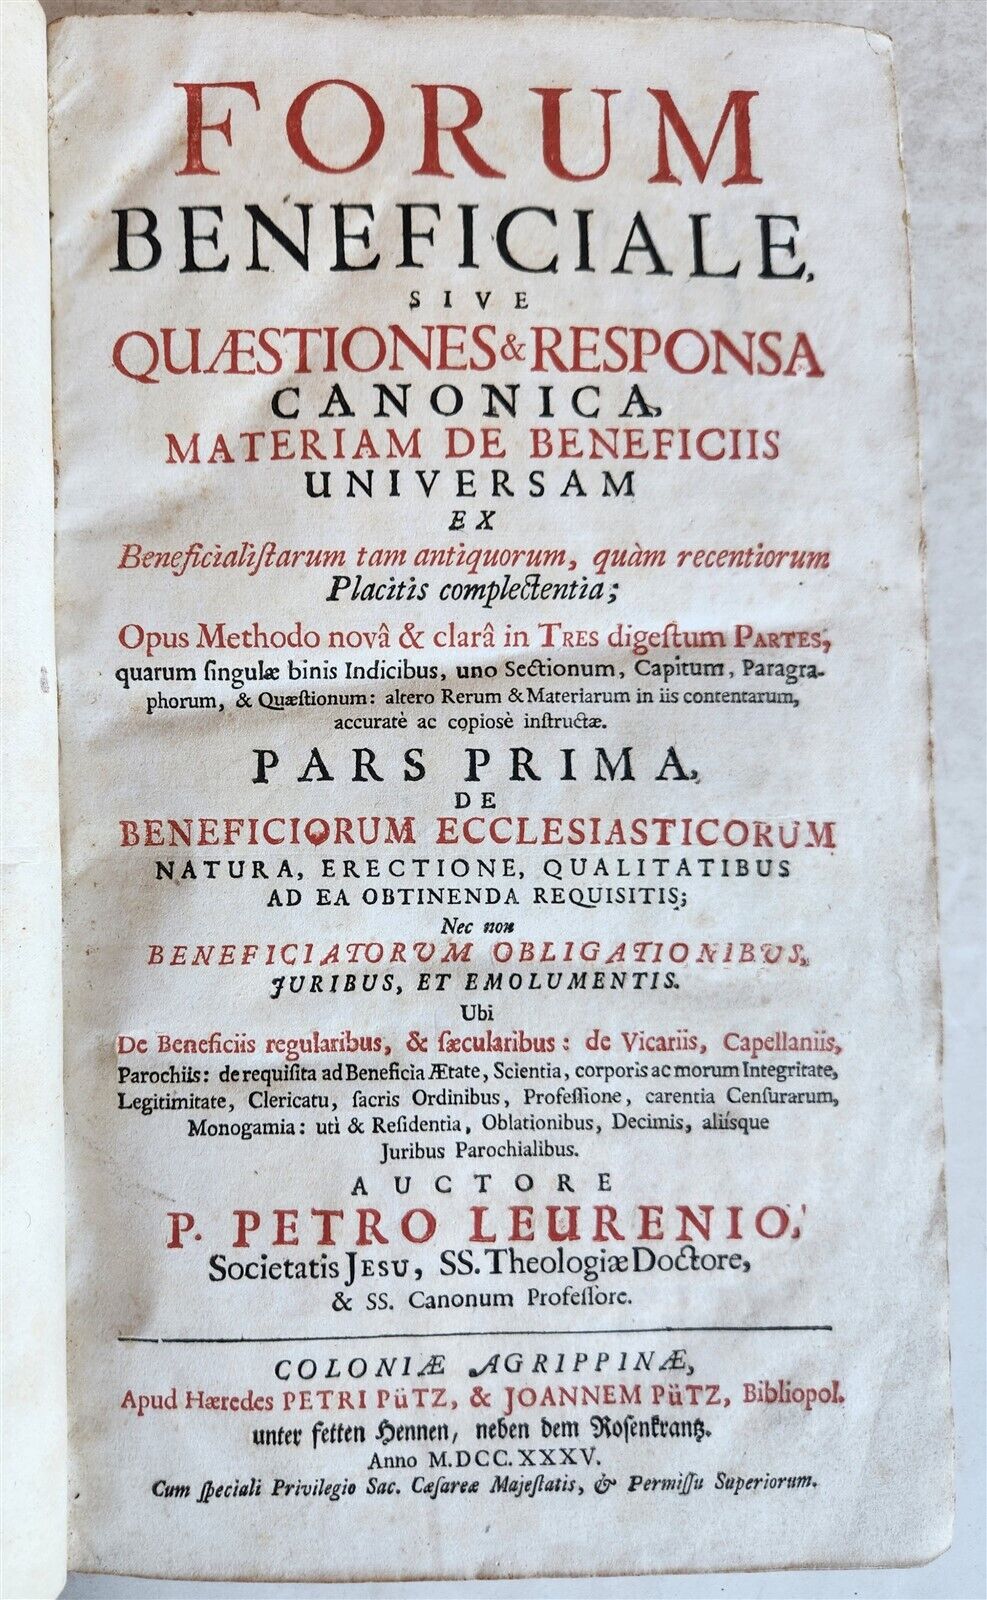 FORUM
BENEFICIALE,
SIVE
QUÆSTIONES & RESPONSA
CANONICA,
MATERIAM DE BENEFICIIS
UNIVERSAM
EX
Beneficialiſtarum tam antiquorum, quàm recentiorum
Placitis complectentia;
Opus Methodo novâ & clarâ in TRES digeſtum PARTES,
quarum ſingulæ binis Indicibus, uno Sectionum, Capitum, Paragra-
phorum, & Quæſtionum: altero Rerum & Materiarum in iis contentarum,
accuratè ac copiosè inſtructæ.
PARS PRIMA,
DE
BENEFICIORUM ECCLESIASTICORUM
NATURA, ERECTIONE, QUALITATIBUS
AD EA OBTINENDA REQUISITIS;
Nec non
BENEFICIATORVM OBLIGATIONIBVS,
JURIBUS, ET EMOLUMENTIS.
Ubi
De Beneficiis regularibus, & ſæcularibus: de Vicariis, Capellaniis,
Parochiis: de requiſita ad Beneficia Ætate, Scientia, corporis ac morum Integritate,
Legitimitate, Clericatu, ſacris Ordinibus, Profeſſione, carentia Cenſurarum,
Monogamia: uti & Reſidentia, Oblationibus, Decimis, aliiſque
Juribus Parochialibus.
AUCTORE
P. PETRO LEURENIO,
Societatis JESU, SS. Theologiæ Doctore,
& SS. Canonum Profeſſore.
COLONIÆ AGRIPPINÆ,
Apud Hæredes PETRI PüTZ, & JOANNEM PüTZ, Bibliopol.
unter fetten Hennen, neben dem Roſenkrantz.
Anno M.DCC.XXXV.
Cum ſpeciali Privilegio Sac. Cæſareæ Majeſtatis, & Permiſſu Superiorum.